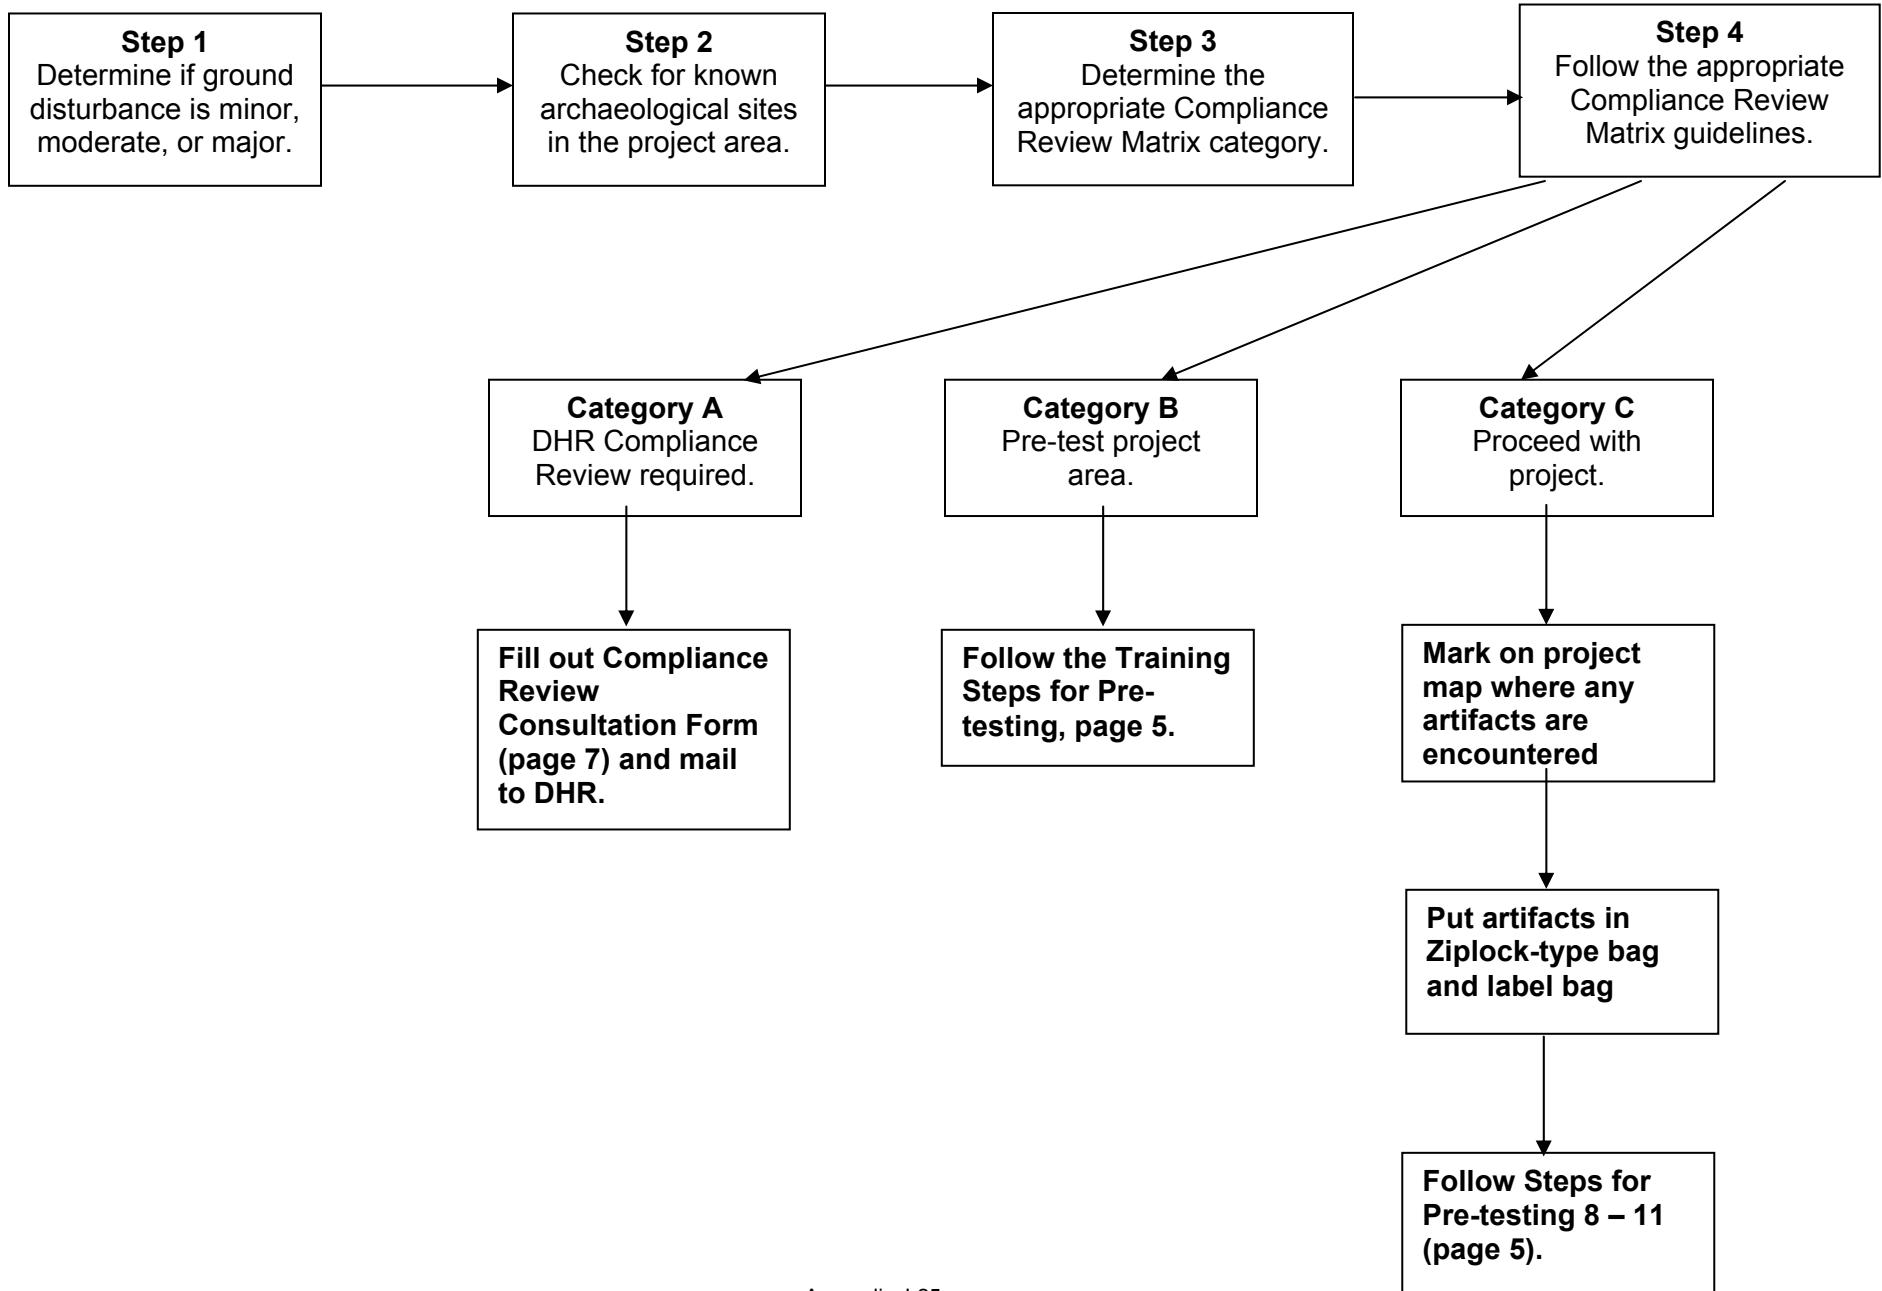 Step 1
Determine if ground
disturbance is minor,
moderate, or major.
Step 2
Check for known
archaeological sites
in the project area.
Step 3
Determine the
appropriate Compliance
Review Matrix category.
Step 4
Follow the appropriate
Compliance Review
Matrix guidelines.
Category A
DHR Compliance
Review required.
Category B
Pre-test project
area.
Category C
Proceed with
project.
Fill out Compliance
Review
Consultation Form
(page 7) and mail
to DHR.
Follow the Training
Steps for Pre-
testing, page 5.
Mark on project
map where any
artifacts are
encountered
Put artifacts in
Ziplock-type bag
and label bag
Follow Steps for
Pre-testing 8 – 11
(page 5).